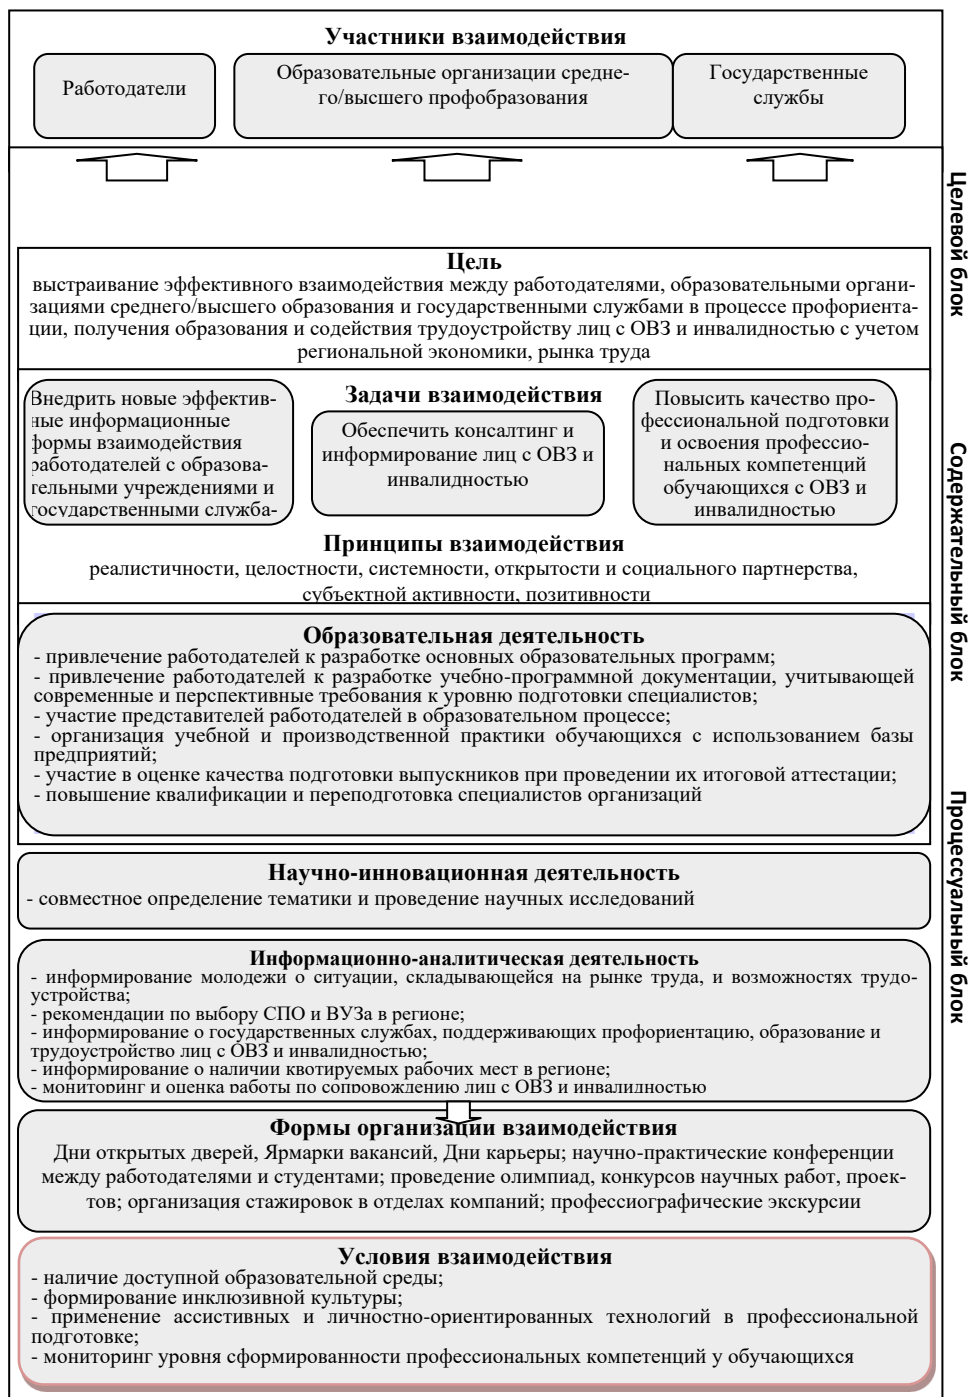 Участники взаимодействия
Работодатели
Образовательные организации средне-
го/высшего профобразования
Государственные
службы
Целевой блок
Цель
выстраивание эффективного взаимодействия между работодателями, образовательными органи-
зациями среднего/высшего образования и государственными службами в процессе профориента-
ции, получения образования и содействия трудоустройству лиц с ОВЗ и инвалидностью с учетом
региональной экономики, рынка труда
Задачи взаимодействия
Внедрить новые эффектив-
ные информационные
формы взаимодействия
работодателей с образова-
тельными учреждениями и
государственными служба-
Обеспечить консалтинг и
информирование лиц с ОВЗ и
инвалидностью
Повысить качество про-
фессиональной подготовки
и освоения профессио-
нальных компетенций
обучающихся с ОВЗ и
инвалидностью
Содержательный блок
Принципы взаимодействия
реалистичности, целостности, системности, открытости и социального партнерства,
субъектной активности, позитивности
Образовательная деятельность
- привлечение работодателей к разработке основных образовательных программ;
- привлечение работодателей к разработке учебно-программной документации, учитывающей
современные и перспективные требования к уровню подготовки специалистов;
- участие представителей работодателей в образовательном процессе;
- организация учебной и производственной практики обучающихся с использованием базы
предприятий;
- участие в оценке качества подготовки выпускников при проведении их итоговой аттестации;
- повышение квалификации и переподготовка специалистов организаций
Процессуальный блок
Научно-инновационная деятельность
- совместное определение тематики и проведение научных исследований
Информационно-аналитическая деятельность
- информирование молодежи о ситуации, складывающейся на рынке труда, и возможностях трудо-
устройства;
- рекомендации по выбору СПО и ВУЗа в регионе;
- информирование о государственных службах, поддерживающих профориентацию, образование и
трудоустройство лиц с ОВЗ и инвалидностью;
- информирование о наличии квотируемых рабочих мест в регионе;
- мониторинг и оценка работы по сопровождению лиц с ОВЗ и инвалидностью
Формы организации взаимодействия
Дни открытых дверей, Ярмарки вакансий, Дни карьеры; научно-практические конференции
между работодателями и студентами; проведение олимпиад, конкурсов научных работ, проек-
тов; организация стажировок в отделах компаний; профессиографические экскурсии
Условия взаимодействия
- наличие доступной образовательной среды;
- формирование инклюзивной культуры;
- применение ассистивных и личностно-ориентированных технологий в профессиональной
подготовке;
- мониторинг уровня сформированности профессиональных компетенций у обучающихся